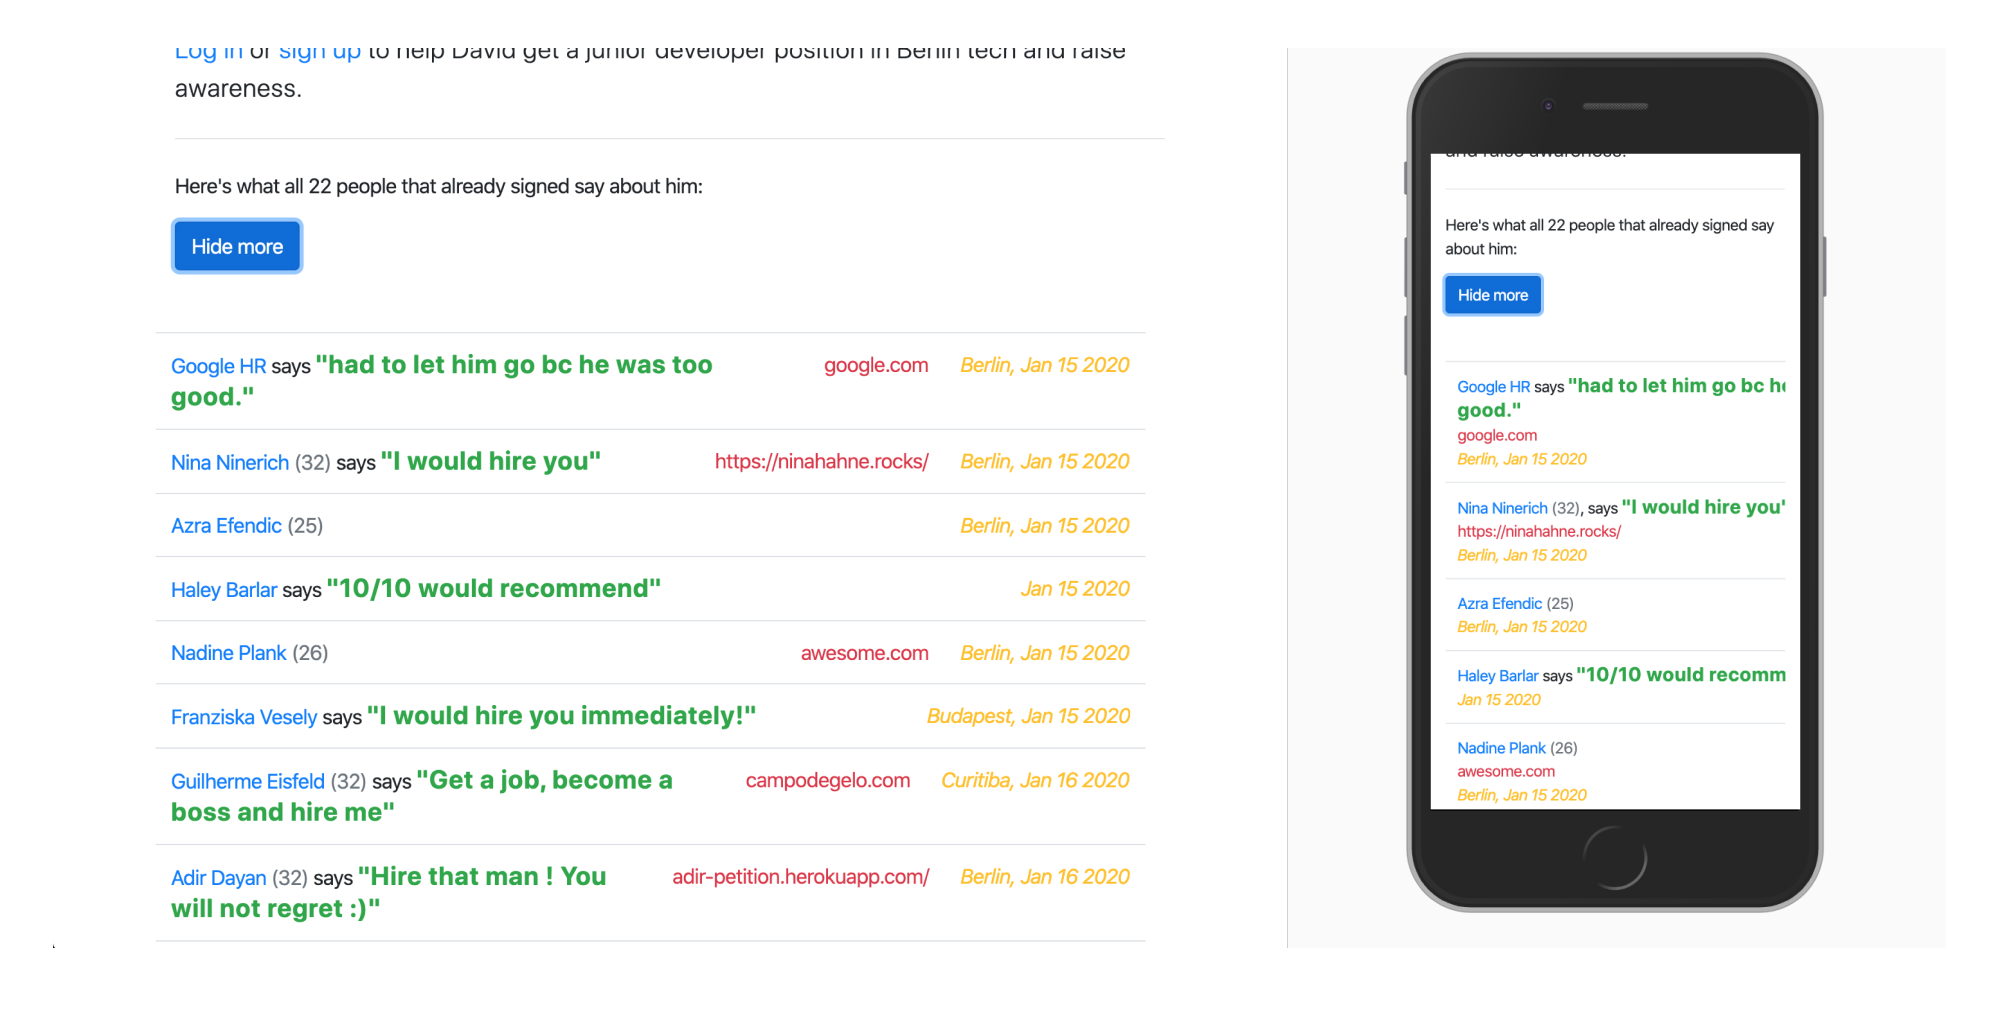 Log in or sign up to help David get a junior developer position in Berlin tech and raise
awareness.
Here's what all 22 people that already signed say about him:
Hide more
Google HR says "had to let him go bc he was too
good."
google.com
Berlin, Jan 15 2020
Nina Ninerich (32) says "I would hire you"
https://ninahahne.rocks/
Berlin, Jan 15 2020
Azra Efendic (25)
Berlin, Jan 15 2020
Haley Barlar says "10/10 would recommend"
Jan 15 2020
Nadine Plank (26)
awesome.com
Berlin, Jan 15 2020
Franziska Vesely says "I would hire you immediately!"
Budapest, Jan 15 2020
Guilherme Eisfeld (32) says "Get a job, become a
boss and hire me"
campodegelo.com
Curitiba, Jan 16 2020
Adir Dayan (32) says "Hire that man ! You
will not regret :)"
adir-petition.herokuapp.com/
Berlin, Jan 16 2020
and raise awareness.
Here's what all 22 people that already signed say
about him:
Hide more
Google HR says "had to let him go bc he
good."
google.com
Berlin, Jan 15 2020
Nina Ninerich (32), says "I would hire you"
https://ninahahne.rocks/
Berlin, Jan 15 2020
Azra Efendic (25)
Berlin, Jan 15 2020
Haley Barlar says "10/10 would recomm
Jan 15 2020
Nadine Plank (26)
awesome.com
Berlin, Jan 15 2020